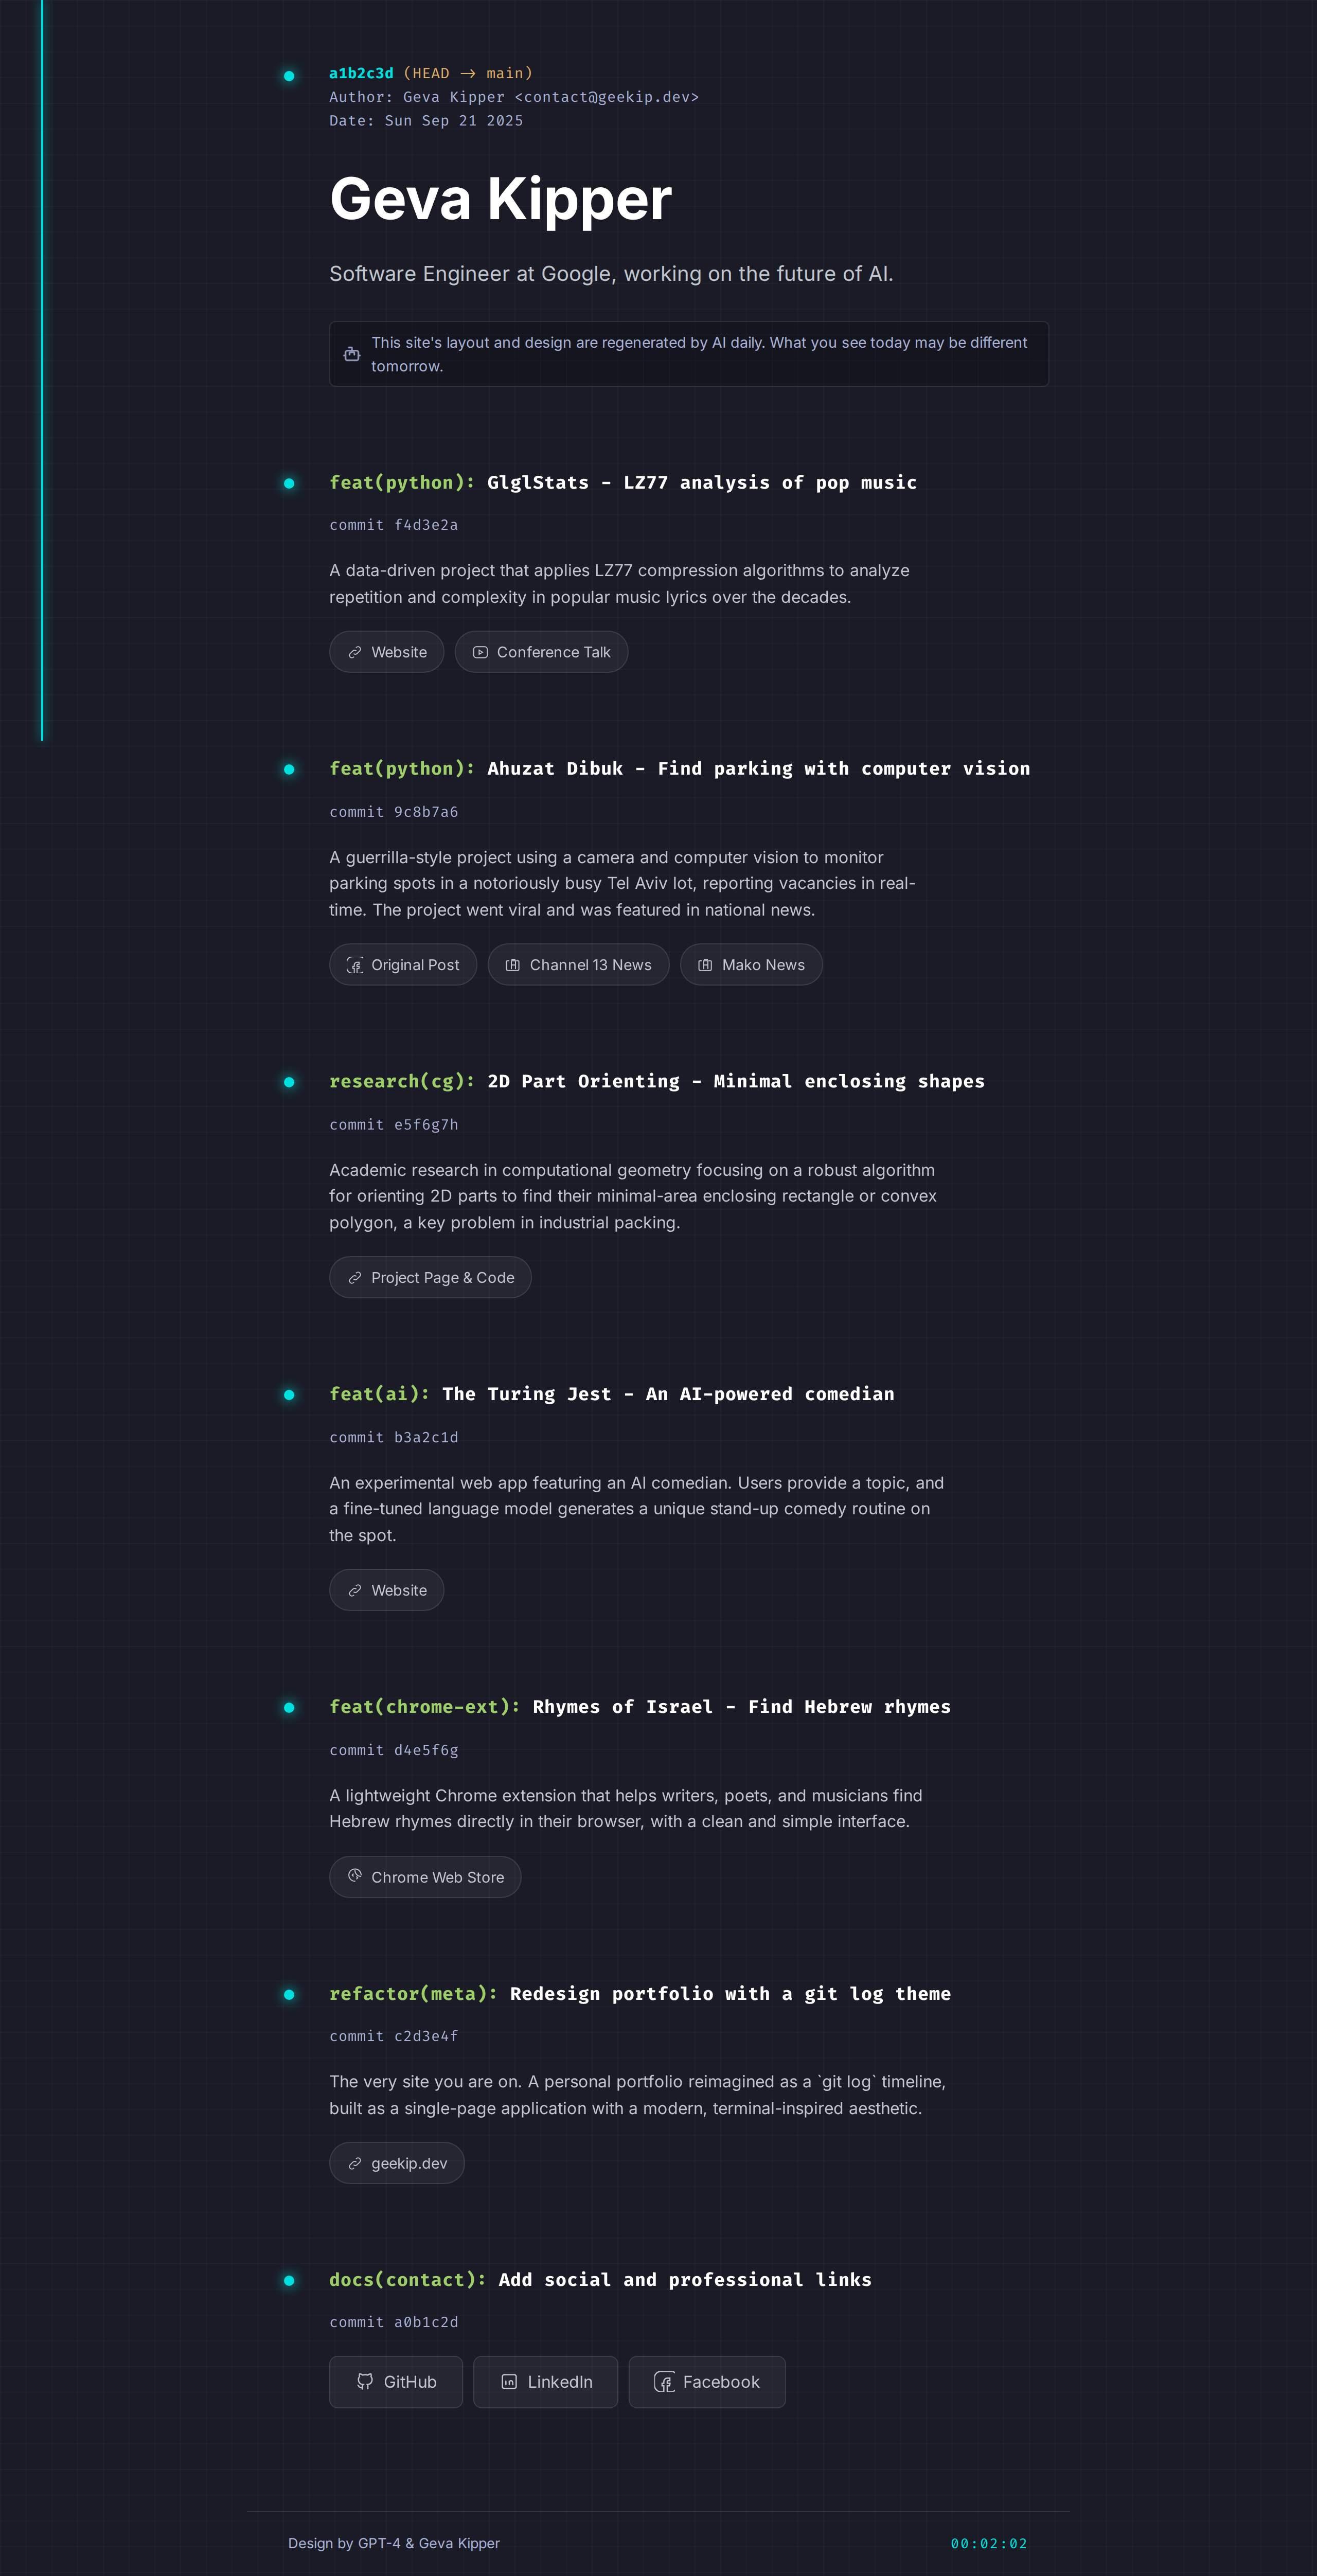 a1b2c3d (HEAD -> main)
Author: Geva Kipper <contact@geekip.dev>
Date: Sun Sep 21 2025
Geva Kipper
Software Engineer at Google, working on the future of AI.
This site's layout and design are regenerated by AI daily. What you see today may be different
tomorrow.
feat(python): GlglStats - LZ77 analysis of pop music
commit f4d3e2a
A data-driven project that applies LZ77 compression algorithms to analyze
repetition and complexity in popular music lyrics over the decades.
Website Conference Talk
feat(python): Ahuzat Dibuk - Find parking with computer vision
commit 9c8b7a6
A guerrilla-style project using a camera and computer vision to monitor
parking spots in a notoriously busy Tel Aviv lot, reporting vacancies in real-
time. The project went viral and was featured in national news.
Original Post Channel 13 News Mako News
research(cg): 2D Part Orienting - Minimal enclosing shapes
commit e5f6g7h
Academic research in computational geometry focusing on a robust algorithm
for orienting 2D parts to find their minimal-area enclosing rectangle or convex
polygon, a key problem in industrial packing.
Project Page & Code
feat(ai): The Turing Jest - An AI-powered comedian
commit b3a2c1d
An experimental web app featuring an AI comedian. Users provide a topic, and
a fine-tuned language model generates a unique stand-up comedy routine on
the spot.
Website
feat(chrome-ext): Rhymes of Israel - Find Hebrew rhymes
commit d4e5f6g
A lightweight Chrome extension that helps writers, poets, and musicians find
Hebrew rhymes directly in their browser, with a clean and simple interface.
Chrome Web Store
refactor(meta): Redesign portfolio with a git log theme
commit c2d3e4f
The very site you are on. A personal portfolio reimagined as a `git log` timeline,
built as a single-page application with a modern, terminal-inspired aesthetic.
geekip.dev
docs(contact): Add social and professional links
commit a0b1c2d
GitHub LinkedIn Facebook
Design by GPT-4 & Geva Kipper 00:02:02